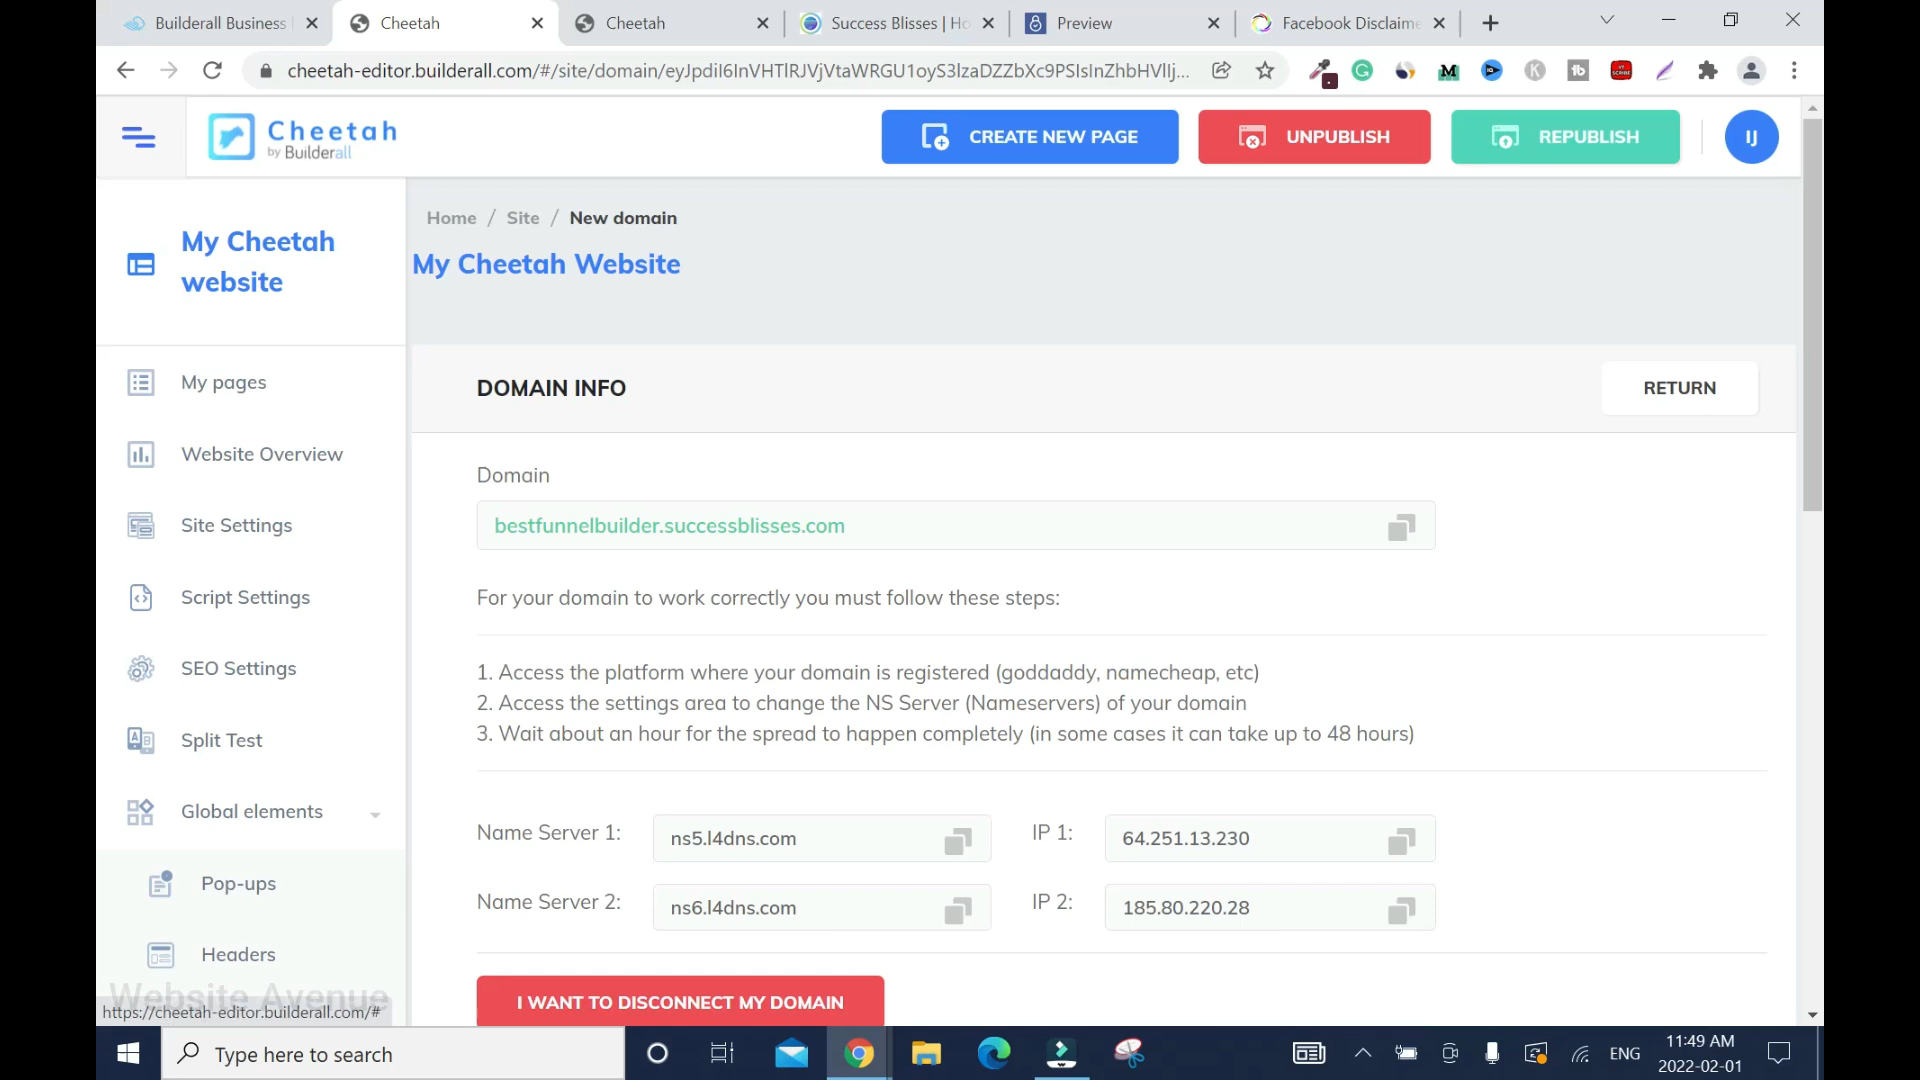 Builderall Business
Cheetah
Cheetah
Success Blisses | Ho
Preview
Facebook Disclaime
cheetah-editor.builderall.com/#/site/domain/eyJpdiI6InVHTlRJVjVtaWRGU1oyS3lzaDZZbXc9PSIsInZhbHVlIj...
Cheetah
by Builderall
CREATE NEW PAGE
UNPUBLISH
REPUBLISH
IJ
My Cheetah
website
Home / Site / New domain
My Cheetah Website
My pages
Website Overview
Site Settings
Script Settings
SEO Settings
Split Test
Global elements
Pop-ups
Headers
DOMAIN INFO
RETURN
Domain
bestfunnelbuilder.successblisses.com
For your domain to work correctly you must follow these steps:
1. Access the platform where your domain is registered (goddaddy, namecheap, etc)
2. Access the settings area to change the NS Server (Nameservers) of your domain
3. Wait about an hour for the spread to happen completely (in some cases it can take up to 48 hours)
Name Server 1: ns5.l4dns.com IP 1: 64.251.13.230
Name Server 2: ns6.l4dns.com IP 2: 185.80.220.28
I WANT TO DISCONNECT MY DOMAIN
Website Avenue
https://cheetah-editor.builderall.com/#
Type here to search
ENG
11:49 AM
2022-02-01